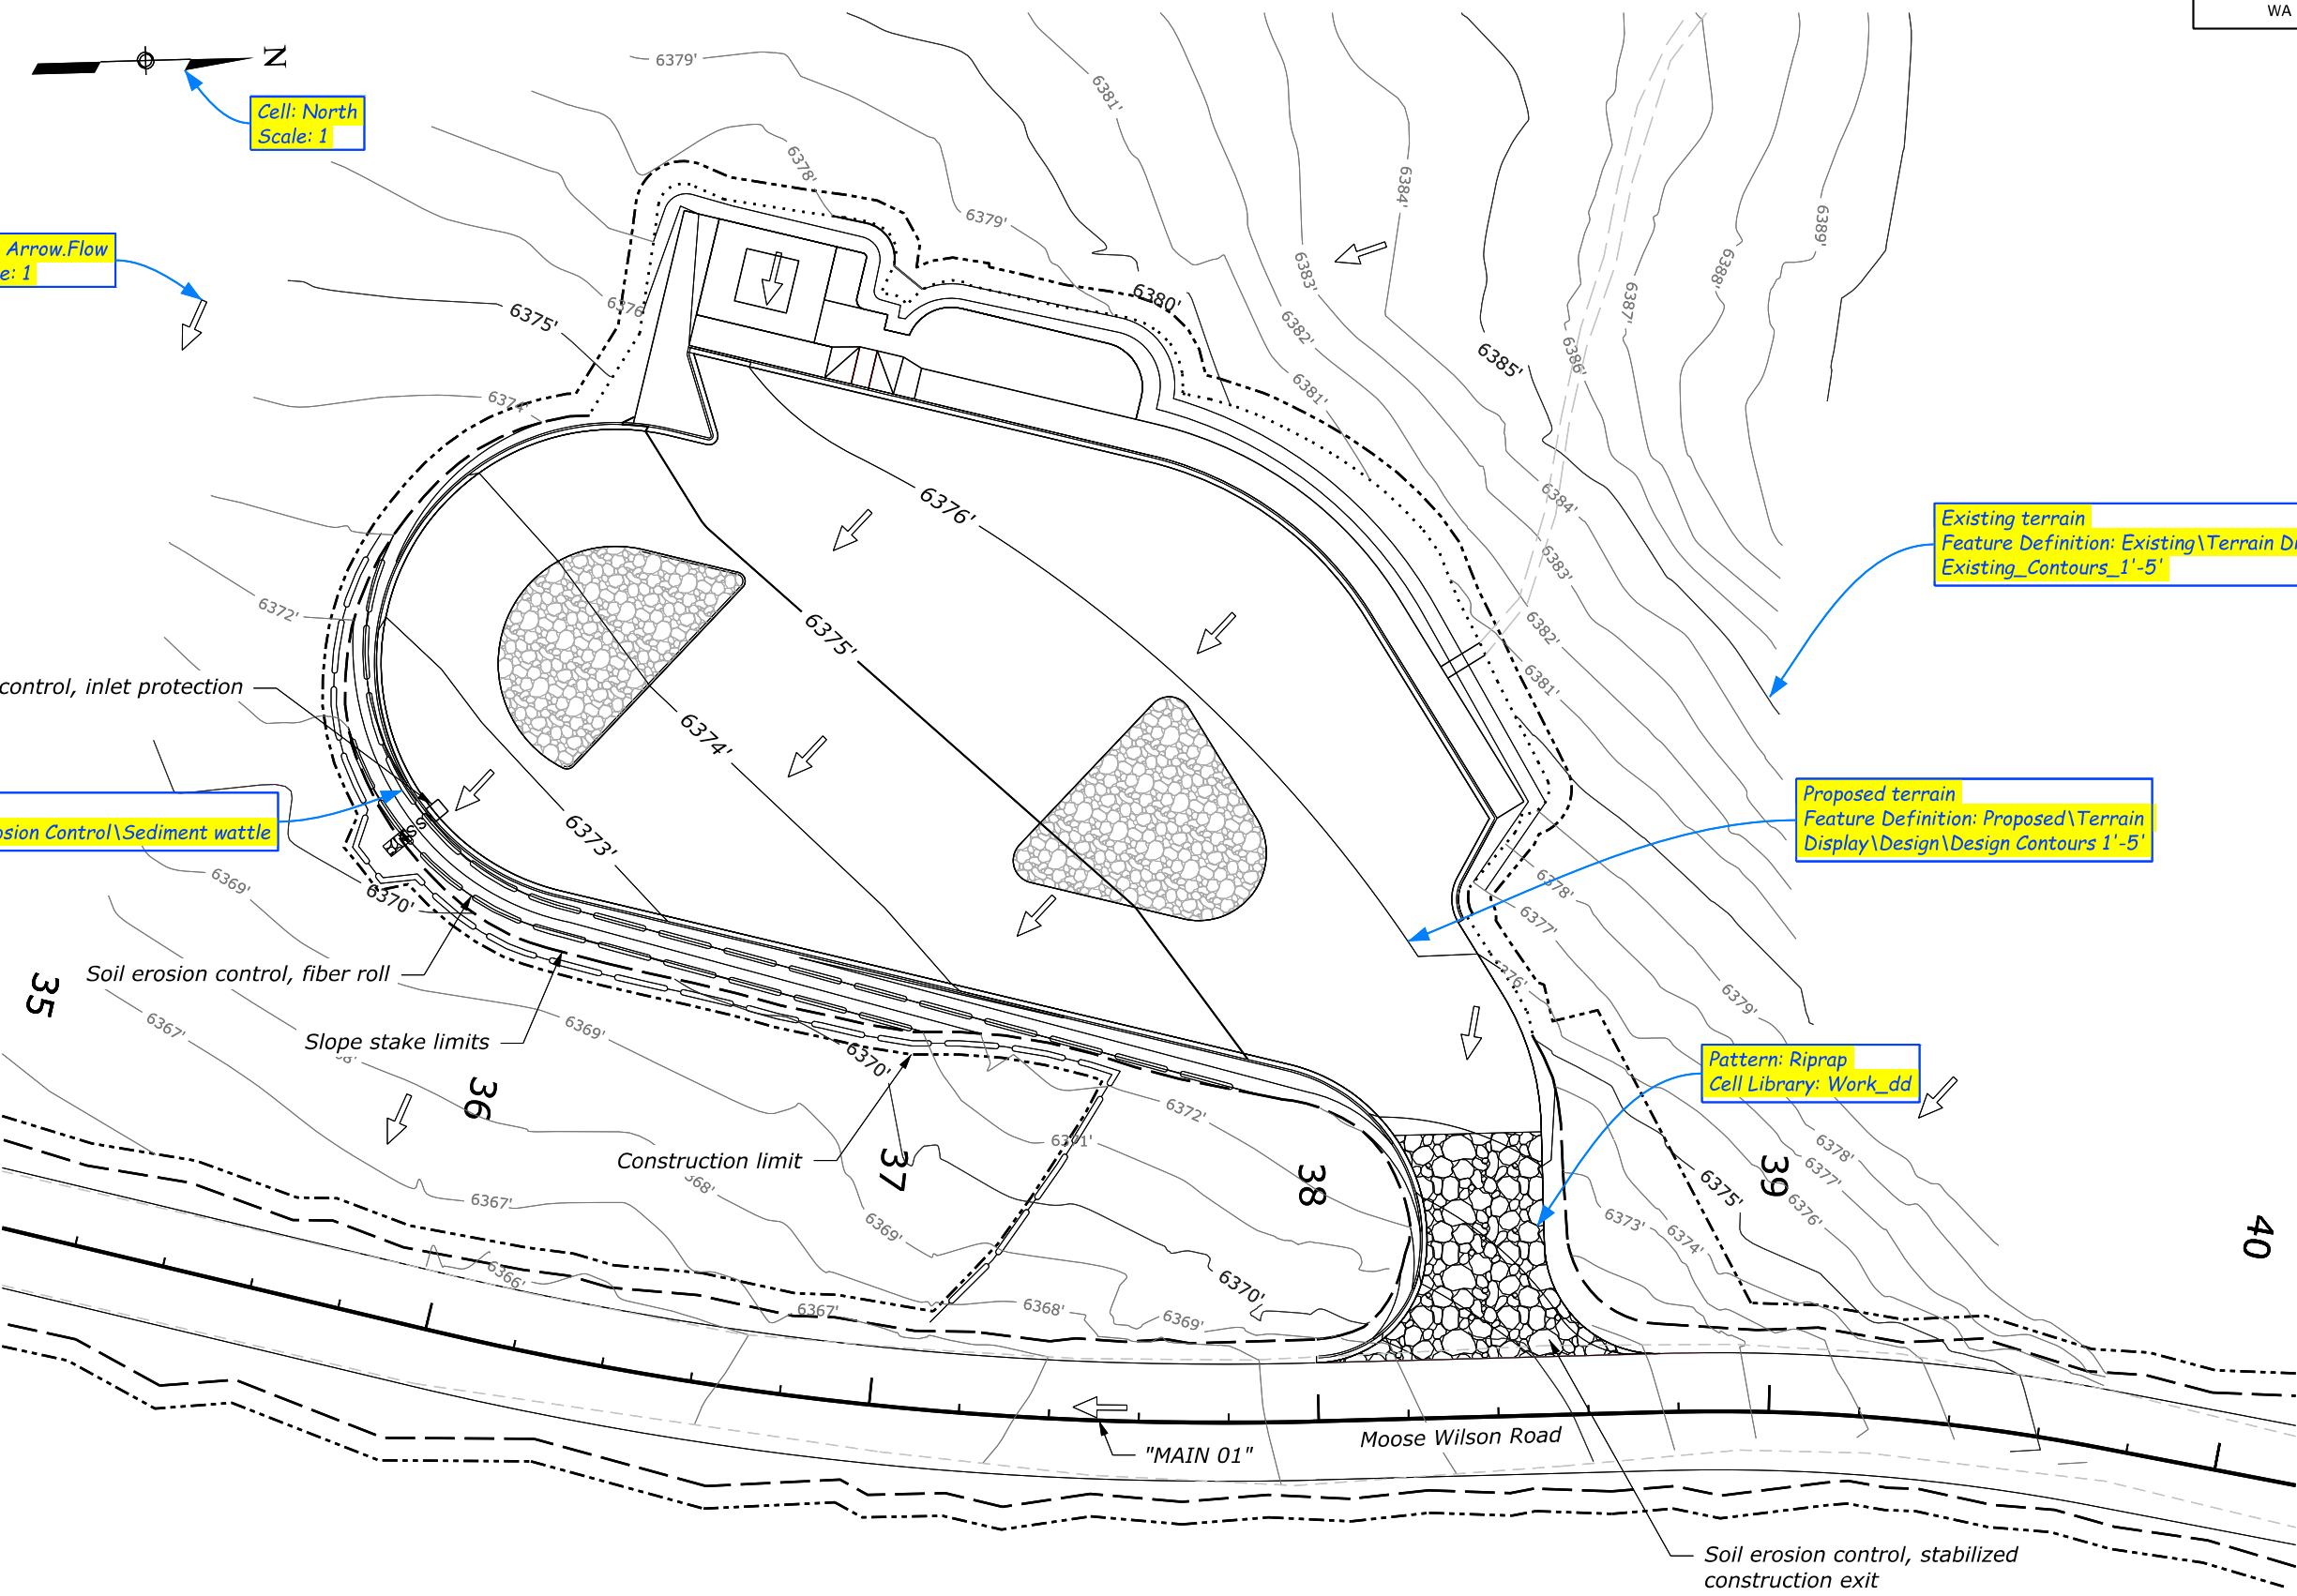 WA
N
Cell: North
Scale: 1
6379'
6381'
6378'
6384'
6379'
6389'
Arrow.Flow
e: 1
6383'
6388'
6380'
6387'
6376
6375'
6382'
6385'
6386'
6381'
6374'
6376'
6384'
Existing terrain
Feature Definition: Existing\Terrain Di
Existing_Contours_1'-5'
6383'
6372'
6375'
6382'
control, inlet protection
6381'
6374'
Proposed terrain
Feature Definition: Proposed\Terrain
Display\Design\Design Contours 1'-5'
osion Control\Sediment wattle
6373'
6369'
6378'
6370'
6377'
Soil erosion control, fiber roll
35
6379'
6367'
6369'
Slope stake limits
6370'
Pattern: Riprap
Cell Library: Work_dd
36
6372'
6378'
Construction limit
37
38
39
6377'
6375'
6367'
6369'
6373'
6374'
6376'
40
6366'
6370'
6367'
6368'
6369'
"MAIN 01"
Moose Wilson Road
Soil erosion control, stabilized
construction exit